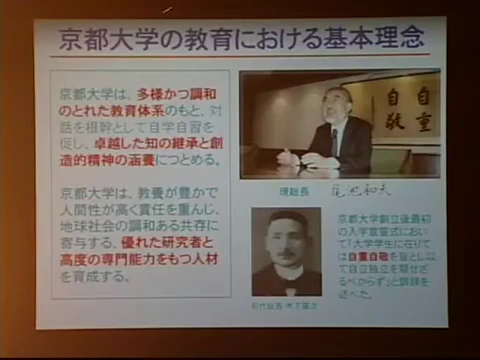 京都大学の教育における基本理念
京都大学は、多様かつ調和
のとれた教育体系のもと、対
話を根幹として自学自習を
促し、卓越した知の継承と創
造的精神の涵養につとめる。
京都大学は、教養が豊かで
人間性が高く責任を重んじ、
地球社会の調和ある共存に
寄与する、優れた研究者と
高度の専門能力をもつ人材
を育成する。
自重
自敬
現総長 尾池和夫
初代総長 木下廣次
京都大学創立後最初
の入学宣誓式におい
て「大学学生に在りて
は自重自敬を旨とし以
て自立独立を期せざる
べからず」と訓辞
を述べた。